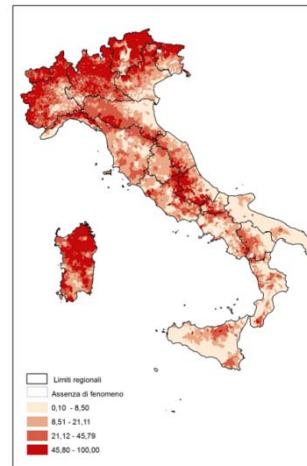 Limiti regionali
Assenza di fenomeno
0,10 - 8,50
8,51 - 21,11
21,12 - 45,79
45,80 - 100,00